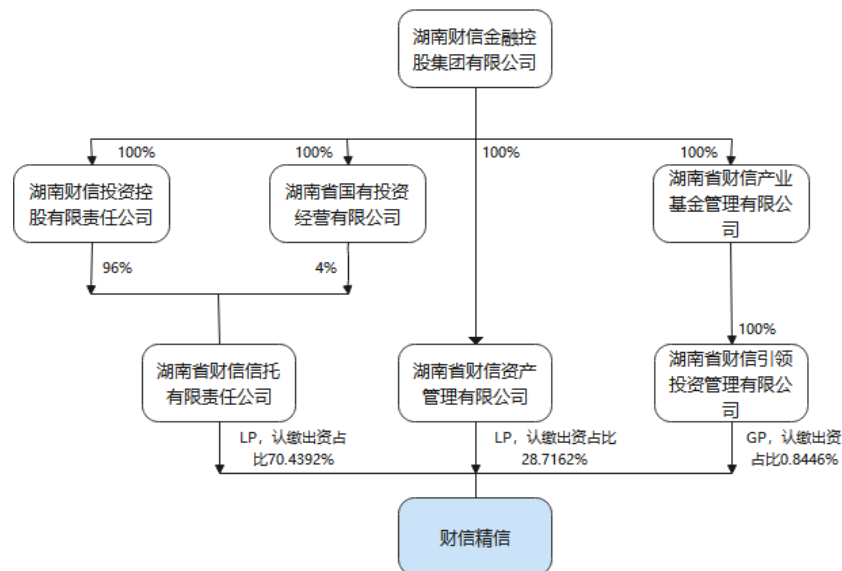 湖南财信金融控
股集团有限公司
100%
100%
100%
100%
湖南财信投资控
股有限责任公司
湖南省国有投资
经营有限公司
湖南省财信产业
基金管理有限公
司
96%
4%
100%
湖南省财信信托
有限责任公司
湖南省财信资产
管理有限公司
湖南省财信引领
投资管理有限公
司
LP，认缴出资占
比70.4392%
LP，认缴出资占比
28.7162%
GP，认缴出资
占比0.8446%
财信精信